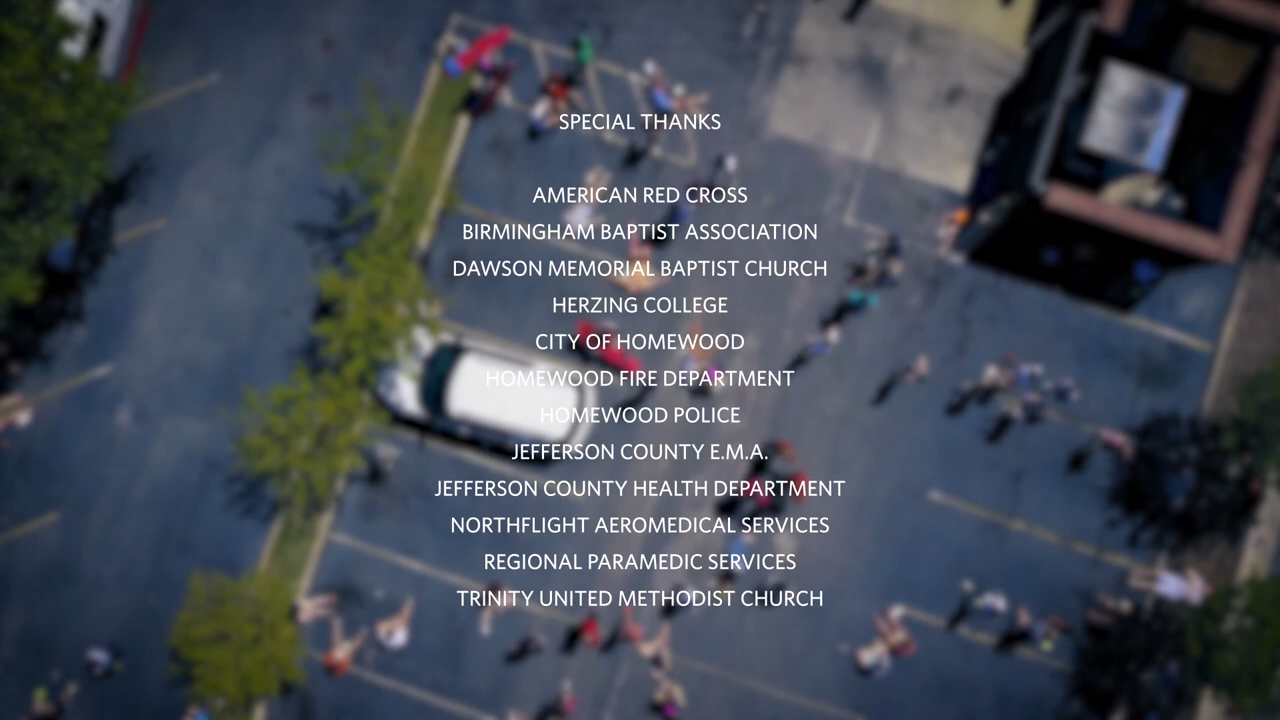 SPECIAL THANKS
AMERICAN RED CROSS
BIRMINGHAM BAPTIST ASSOCIATION
DAWSON MEMORIAL BAPTIST CHURCH
HERZING COLLEGE
CITY OF HOMEWOOD
HOMEWOOD FIRE DEPARTMENT
HOMEWOOD POLICE
JEFFERSON COUNTY E.M.A.
JEFFERSON COUNTY HEALTH DEPARTMENT
NORTHFLIGHT AEROMEDICAL SERVICES
REGIONAL PARAMEDIC SERVICES
TRINITY UNITED METHODIST CHURCH